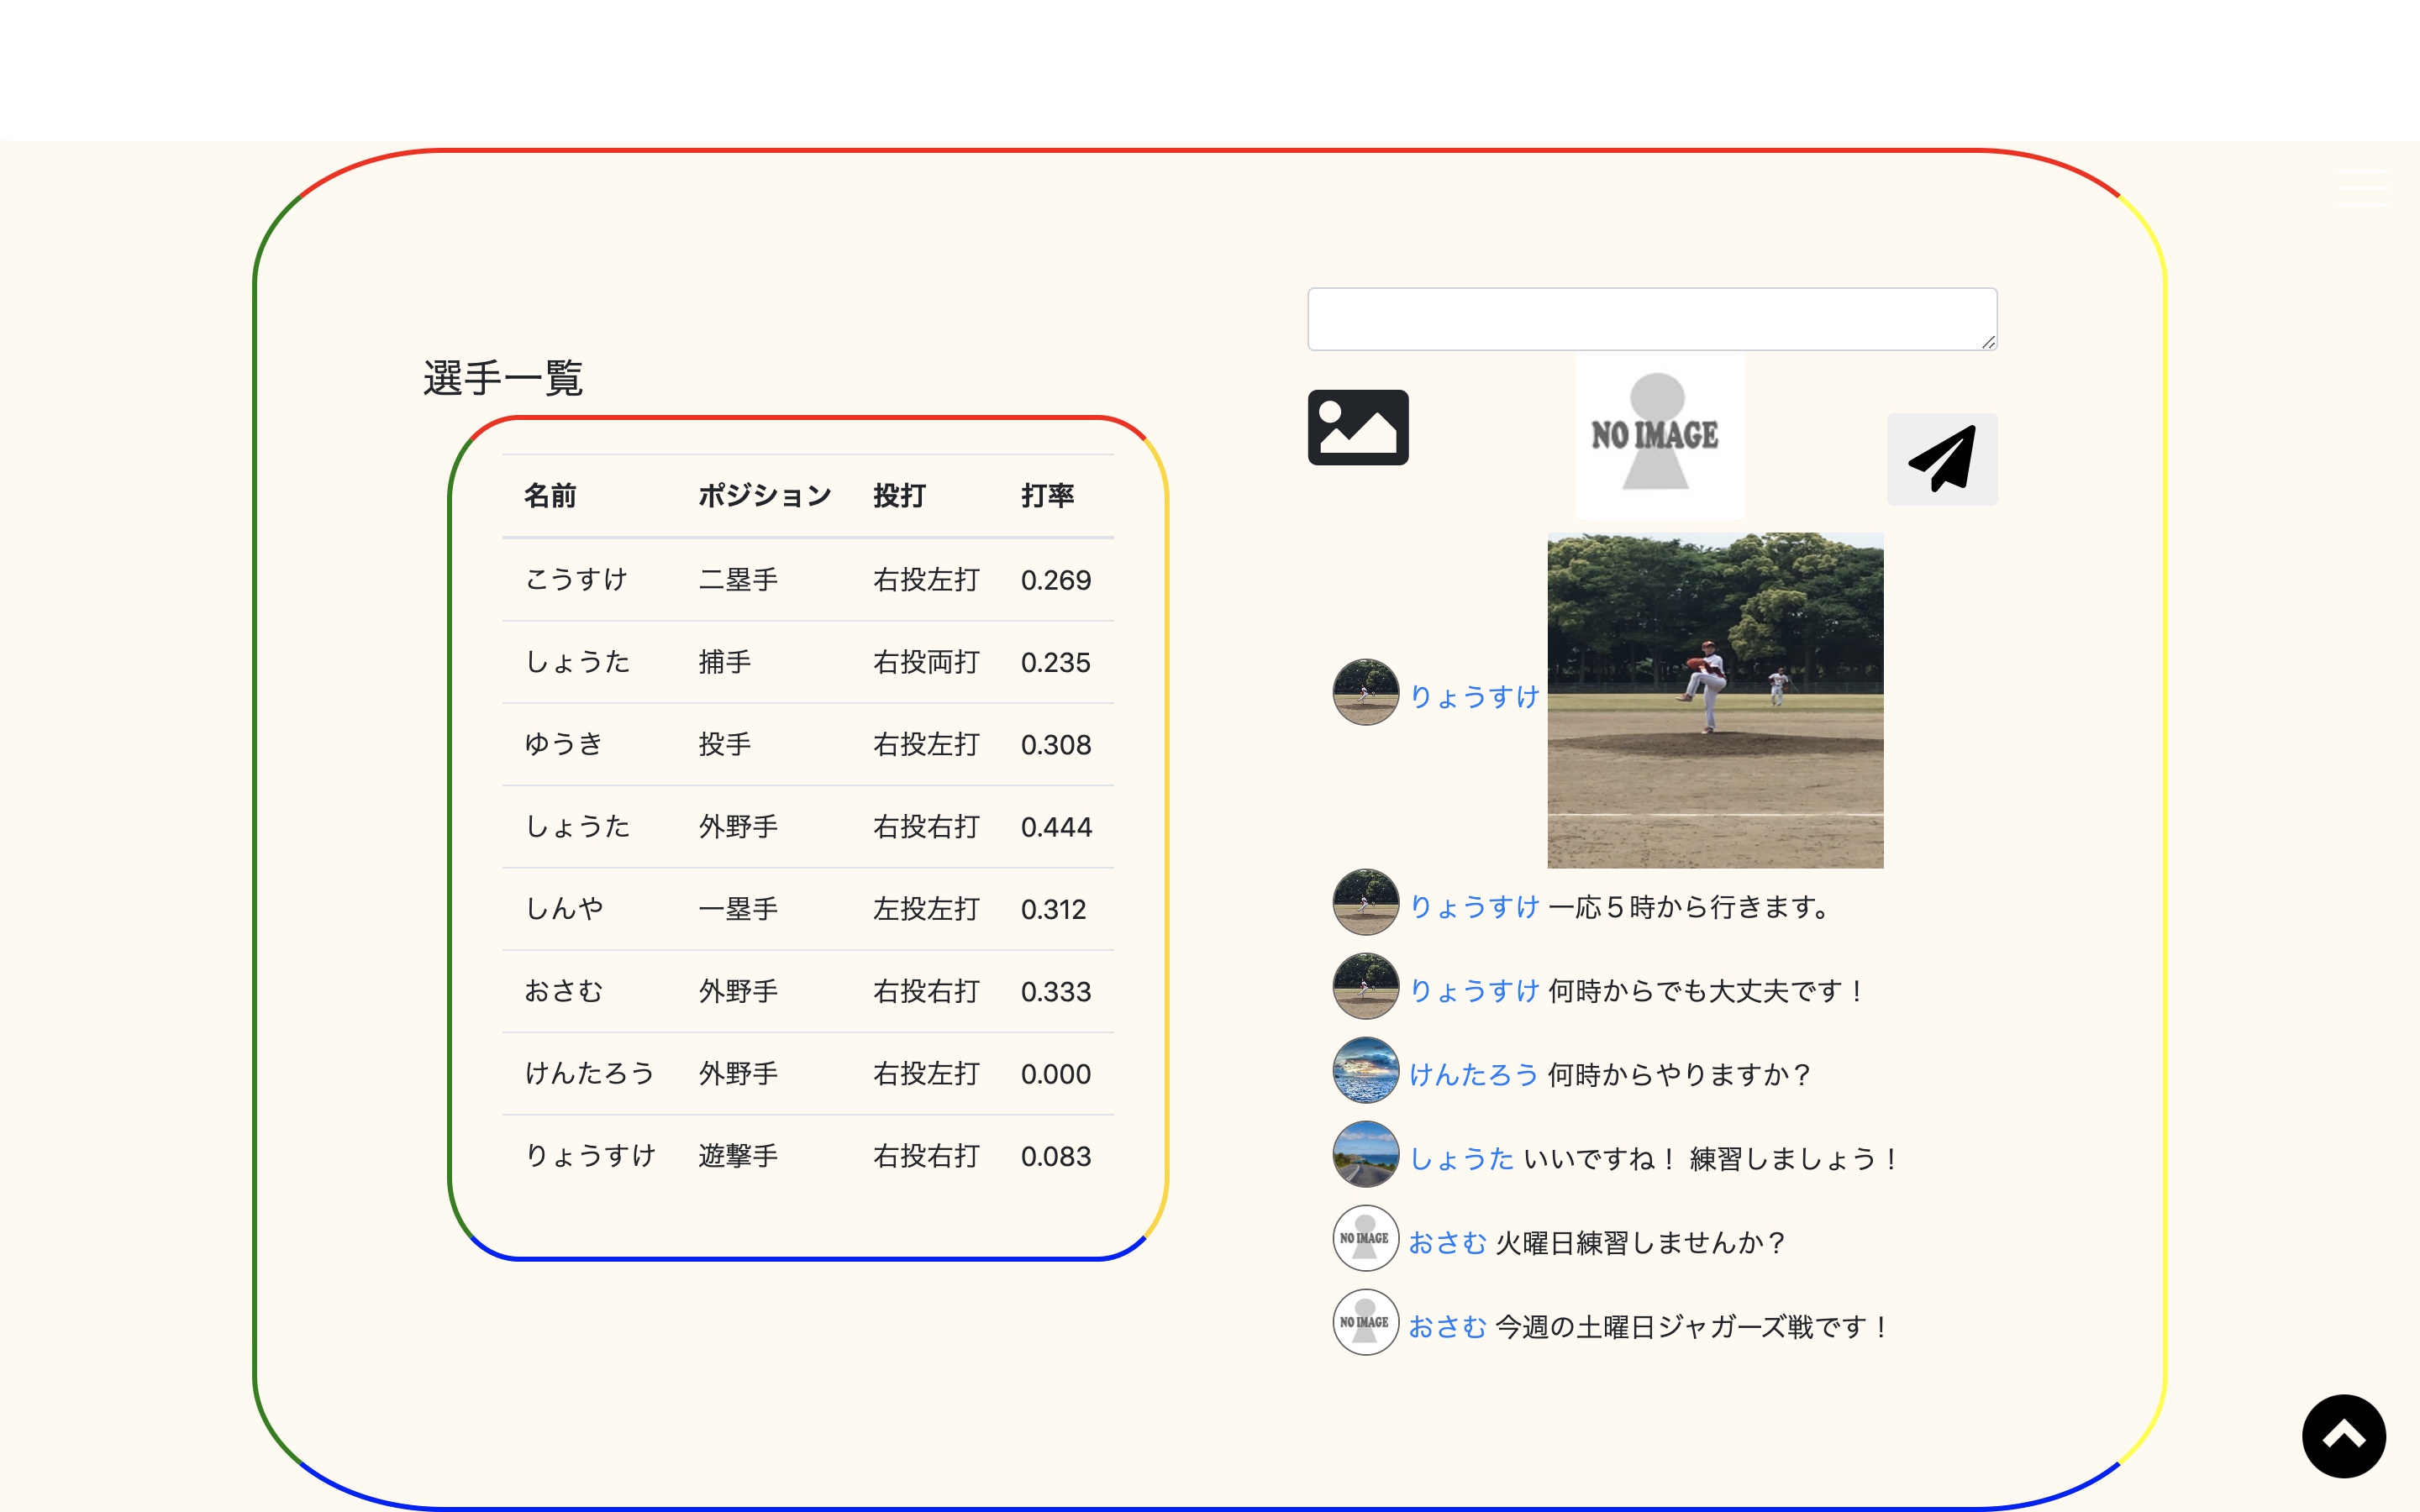 選手一覧
名前 ポジション 投打 打率
こうすけ 二塁手 右投左打 0.269
しょうた 捕手 右投両打 0.235
ゆうき 投手 右投左打 0.308
しょうた 外野手 右投右打 0.444
しんや 一塁手 左投左打 0.312
おさむ 外野手 右投右打 0.333
けんたろう 外野手 右投左打 0.000
りょうすけ 遊撃手 右投右打 0.083
NO IMAGE
りょうすけ
りょうすけ 一応５時から行きます。
りょうすけ 何時からでも大丈夫です！
けんたろう 何時からやりますか？
しょうた いいですね！ 練習しましょう！
NO IMAGE
おさむ 火曜日練習しませんか？
NO IMAGE
おさむ 今週の土曜日ジャガーズ戦です！